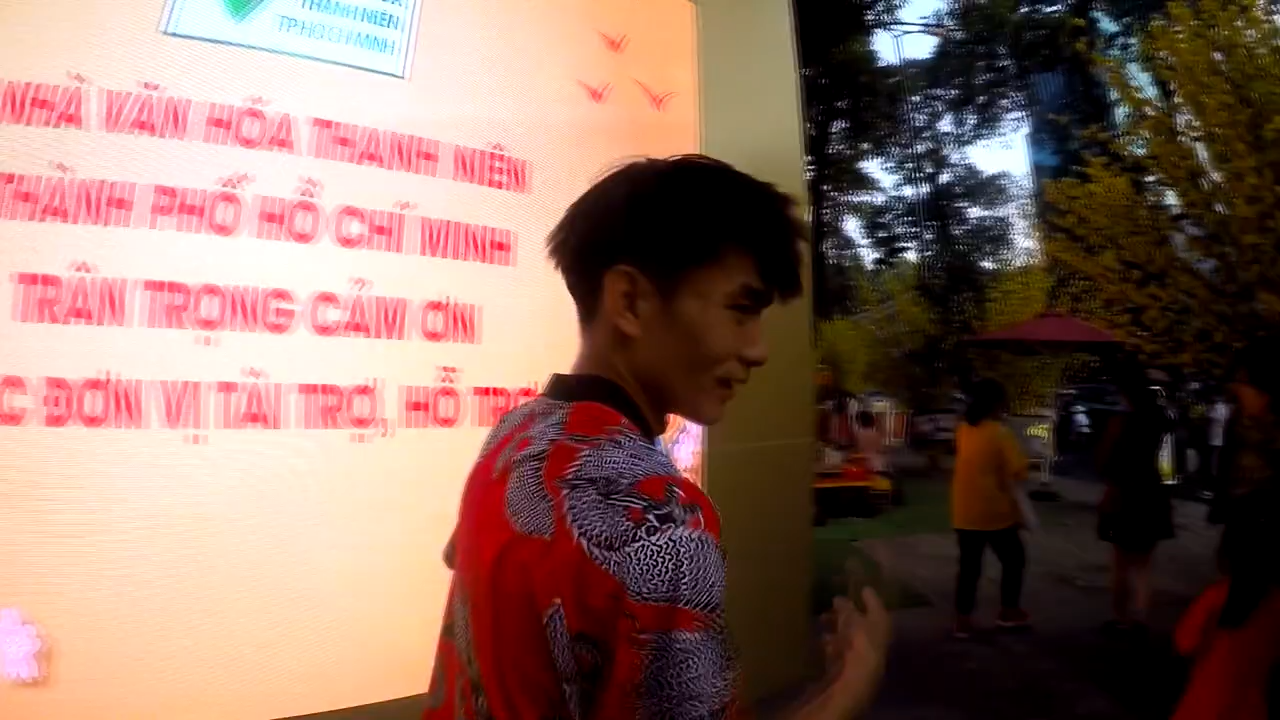 THANH NIÊN
TP.HỒ CHÍ MINH
NHÀ VĂN HÓA THANH NIÊN
THÀNH PHỐ HỒ CHÍ MINH
TRÂN TRỌNG CẢM ƠN
C ĐƠN VỊ TÀI TRỢ, HỖ TRỢ